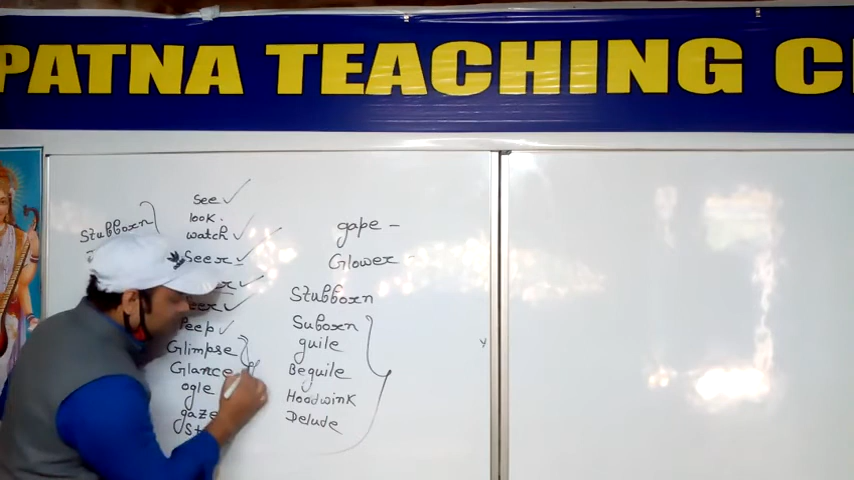 PATNA TEACHING C
Stubborn
See
look.
watch
Seer
Peep
Glimpse
Glance
ogle
gaze
gape -
Glower -
Stubborn
Suborn
guile
Beguile
Hoodwink
Delude